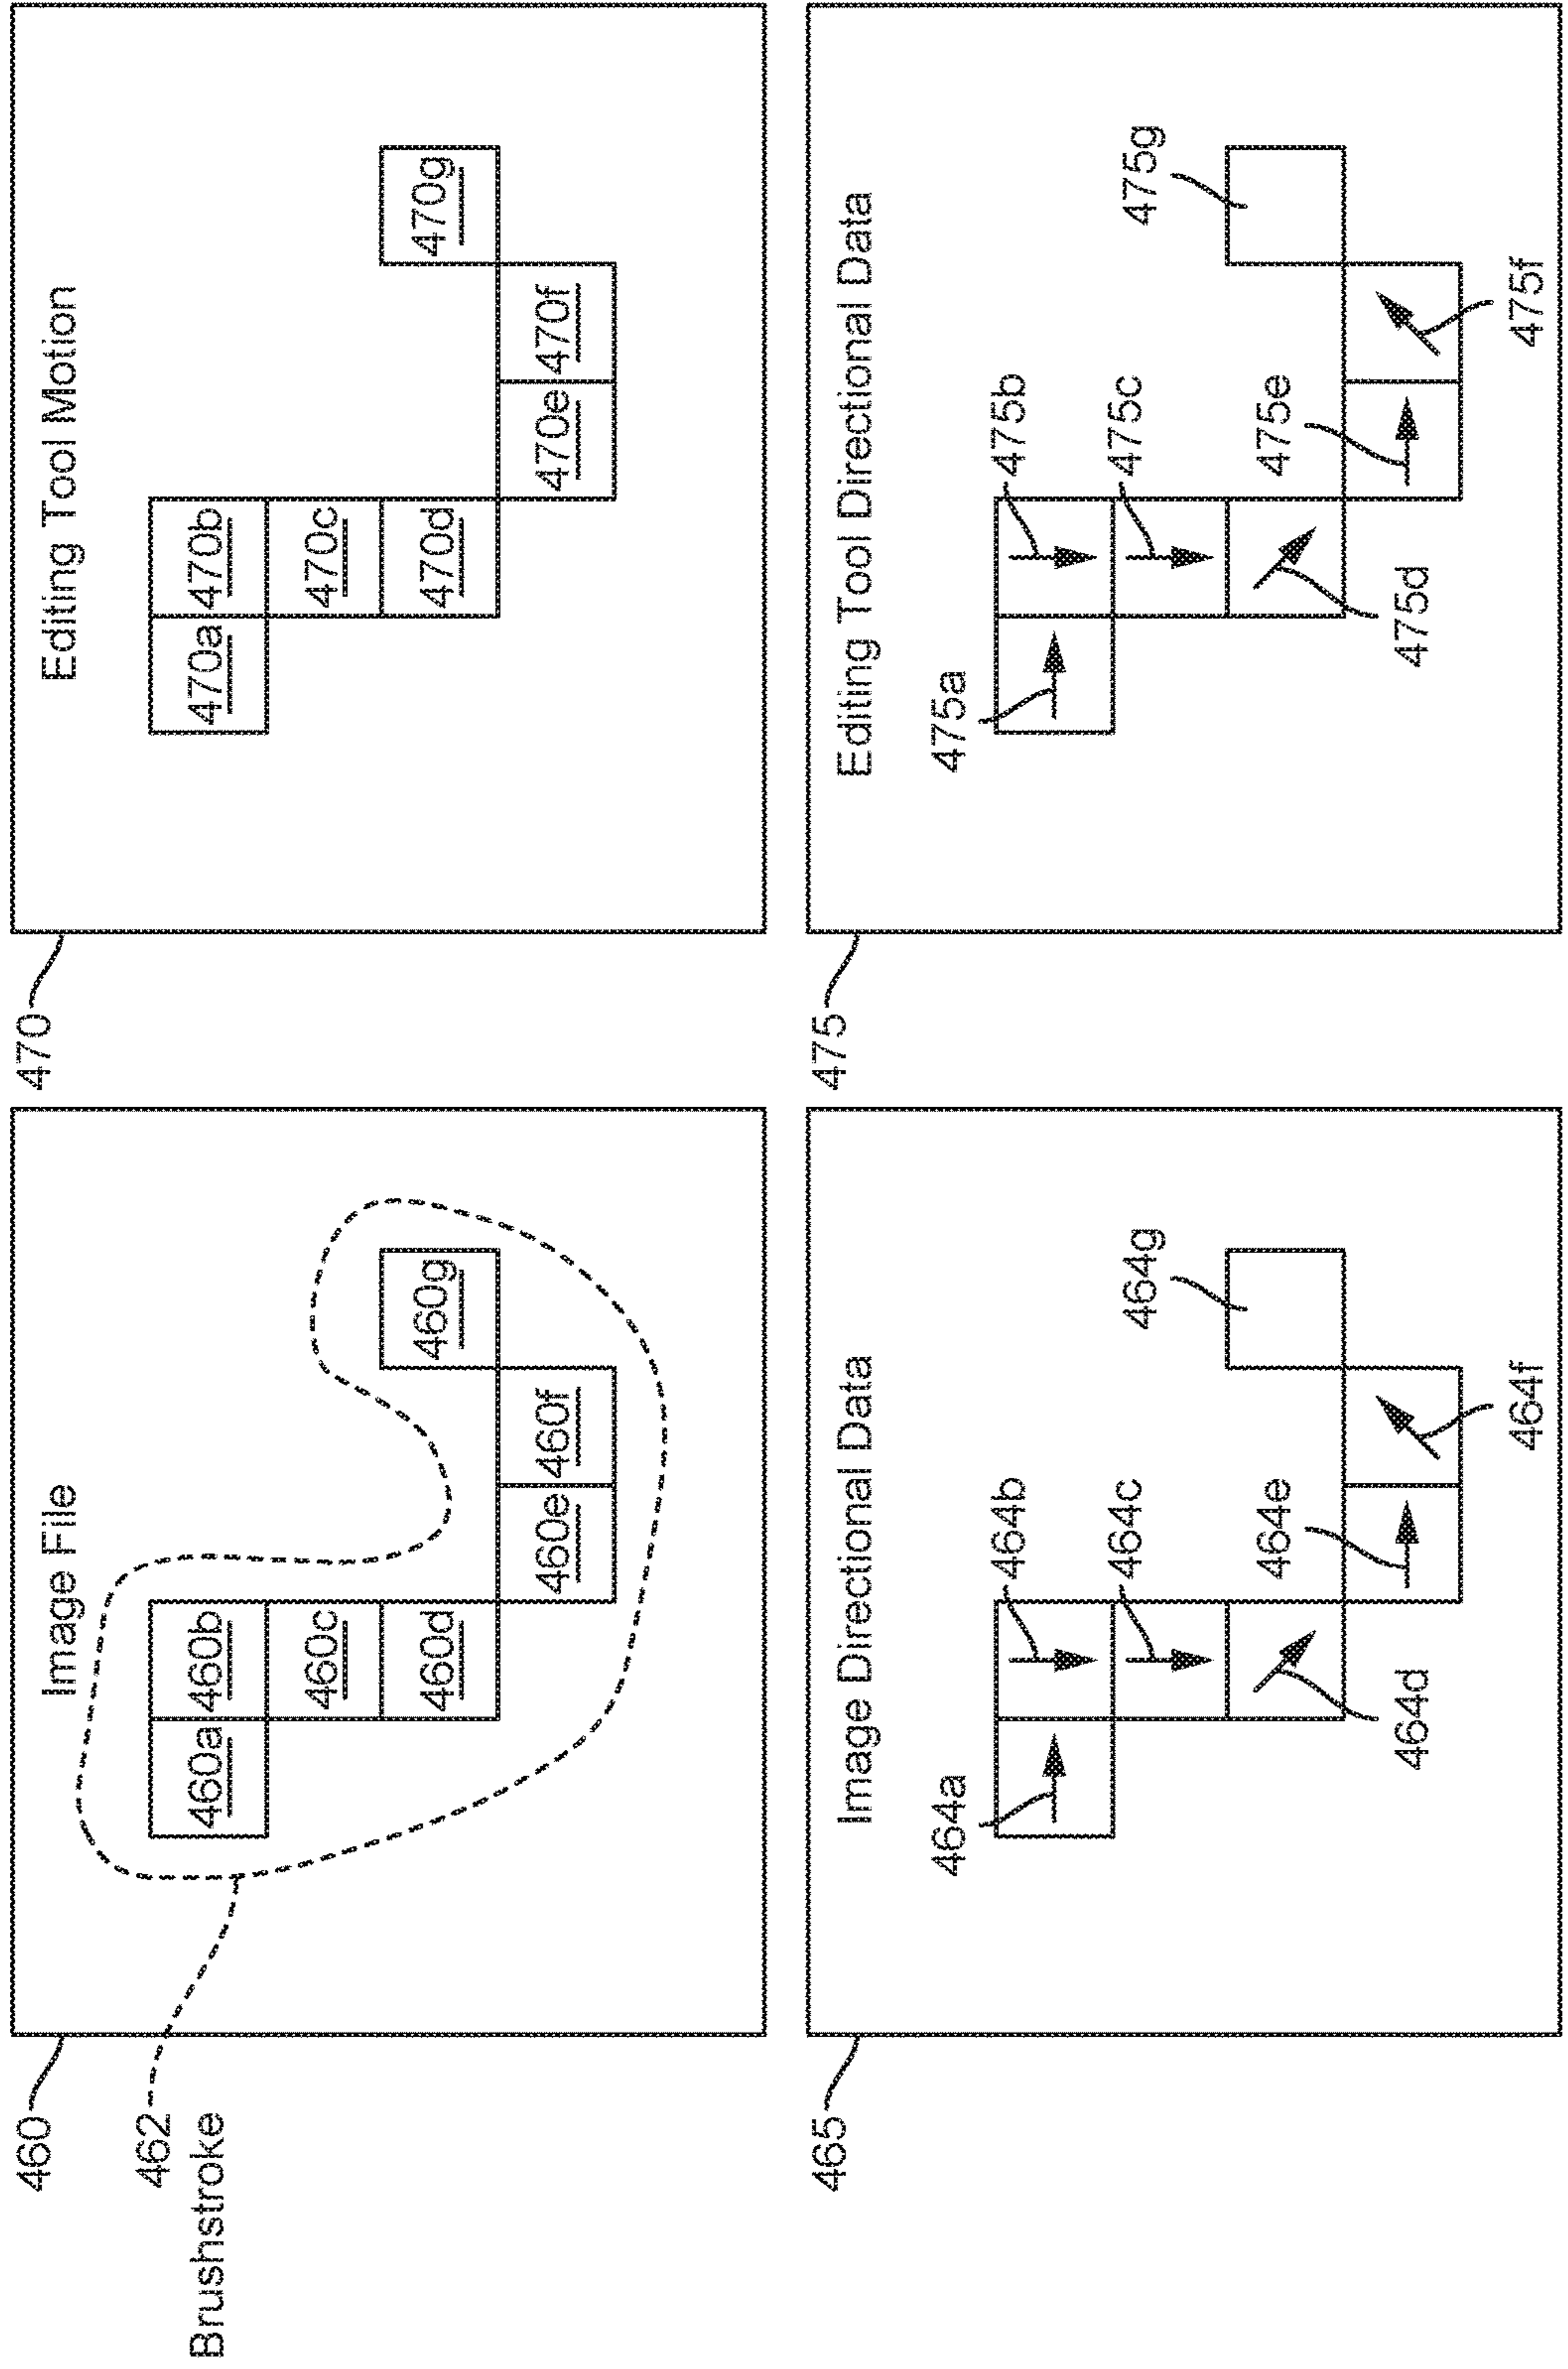 460
462
Brushstroke
Image File
460a
460b
460c
460d
460e
460f
460g
470
Editing Tool Motion
470a
470b
470c
470d
470e
470f
470g
465
Image Directional Data
464a
464b
464c
464d
464e
464f
464g
475
Editing Tool Directional Data
475a
475b
475c
475d
475e
475f
475g